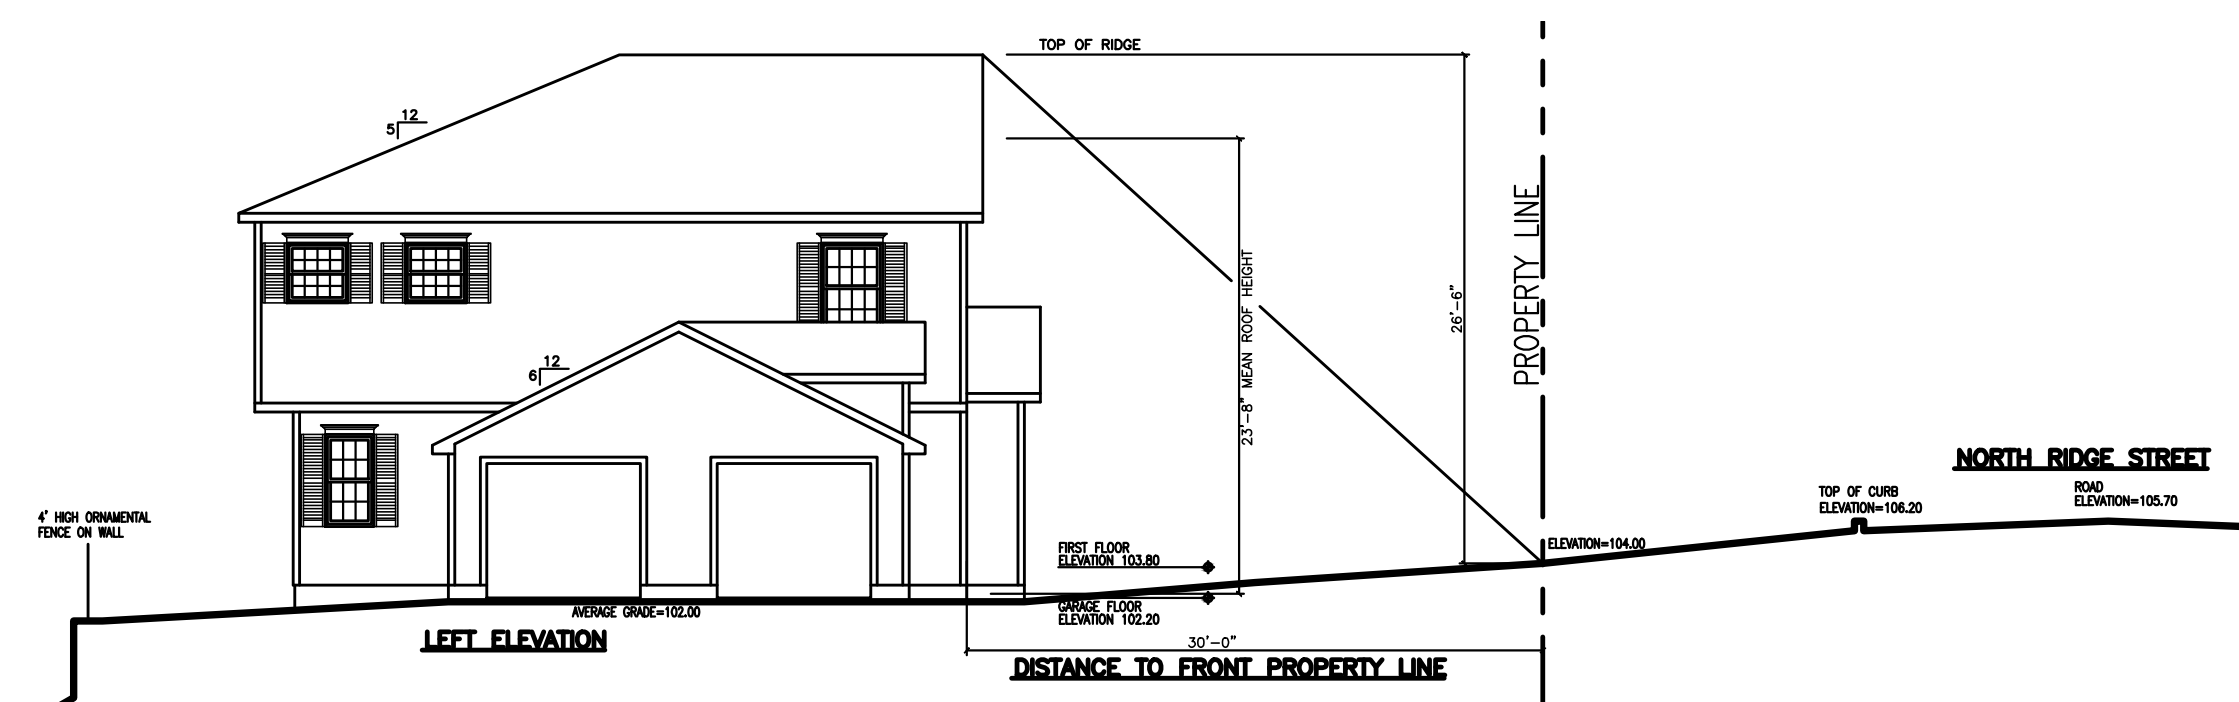 TOP OF RIDGE
12
5
PROPERTY LINE
23'-8" MEAN ROOF HEIGHT
26'-6"
12
6
NORTH RIDGE STREET
TOP OF CURB
ELEVATION=106.20
ROAD
ELEVATION=105.70
4' HIGH ORNAMENTAL
FENCE ON WALL
FIRST FLOOR
ELEVATION 103.80
ELEVATION=104.00
AVERAGE GRADE=102.00
GARAGE FLOOR
ELEVATION 102.20
LEFT ELEVATION
30'-0"
DISTANCE TO FRONT PROPERTY LINE